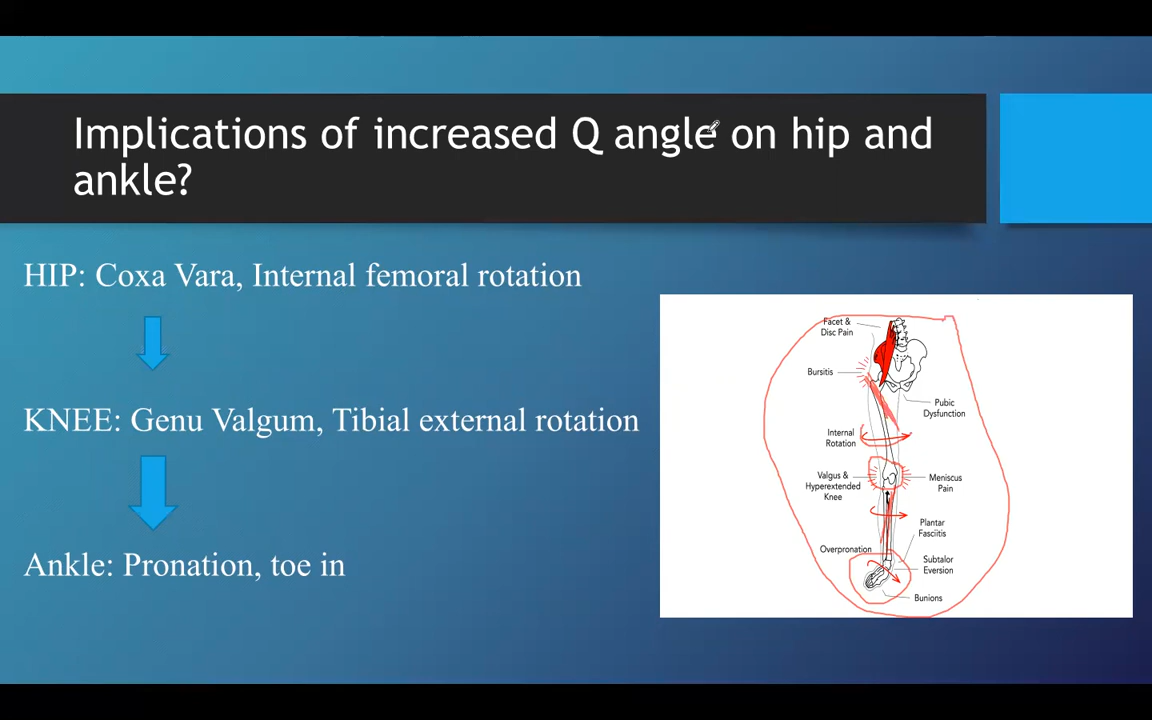 Implications of increased Q angle on hip and
ankle?
HIP: Coxa Vara, Internal femoral rotation
KNEE: Genu Valgum, Tibial external rotation
Ankle: Pronation, toe in
Facet &
Disc Pain
Bursitis
Pubic
Dysfunction
Internal
Rotation
Valgus &
Hyperextended
Knee
Meniscus
Pain
Plantar
Fasciitis
Overpronation
Subtalor
Eversion
Bunions